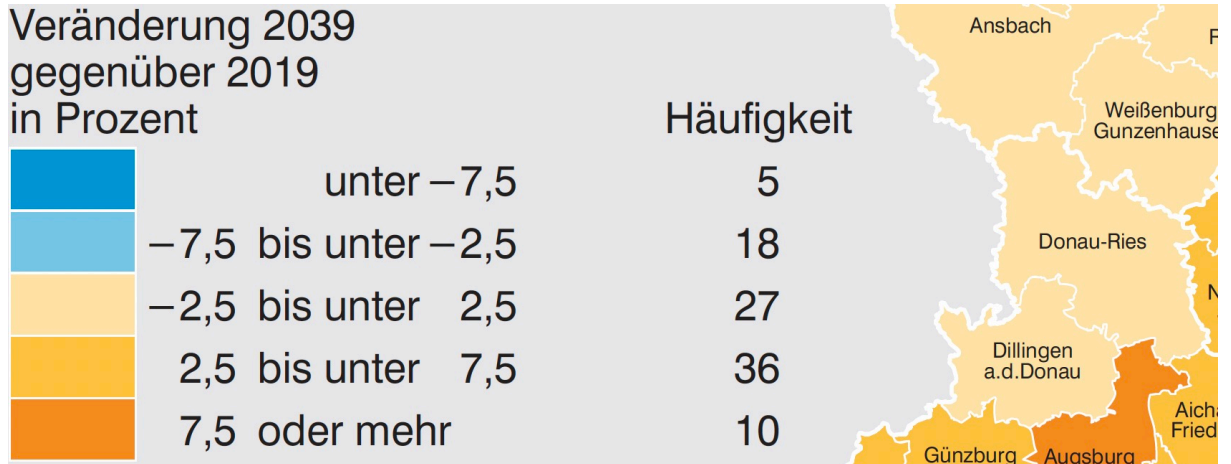 Veränderung 2039
gegenüber 2019
in Prozent
Häufigkeit
unter –7,5 5
–7,5 bis unter –2,5 18
–2,5 bis unter 2,5 27
2,5 bis unter 7,5 36
7,5 oder mehr 10
Ansbach
Weißenburg
Gunzenhause
Donau-Ries
Dillingen
a.d.Donau
Aicha
Fried
Günzburg
Augsburg